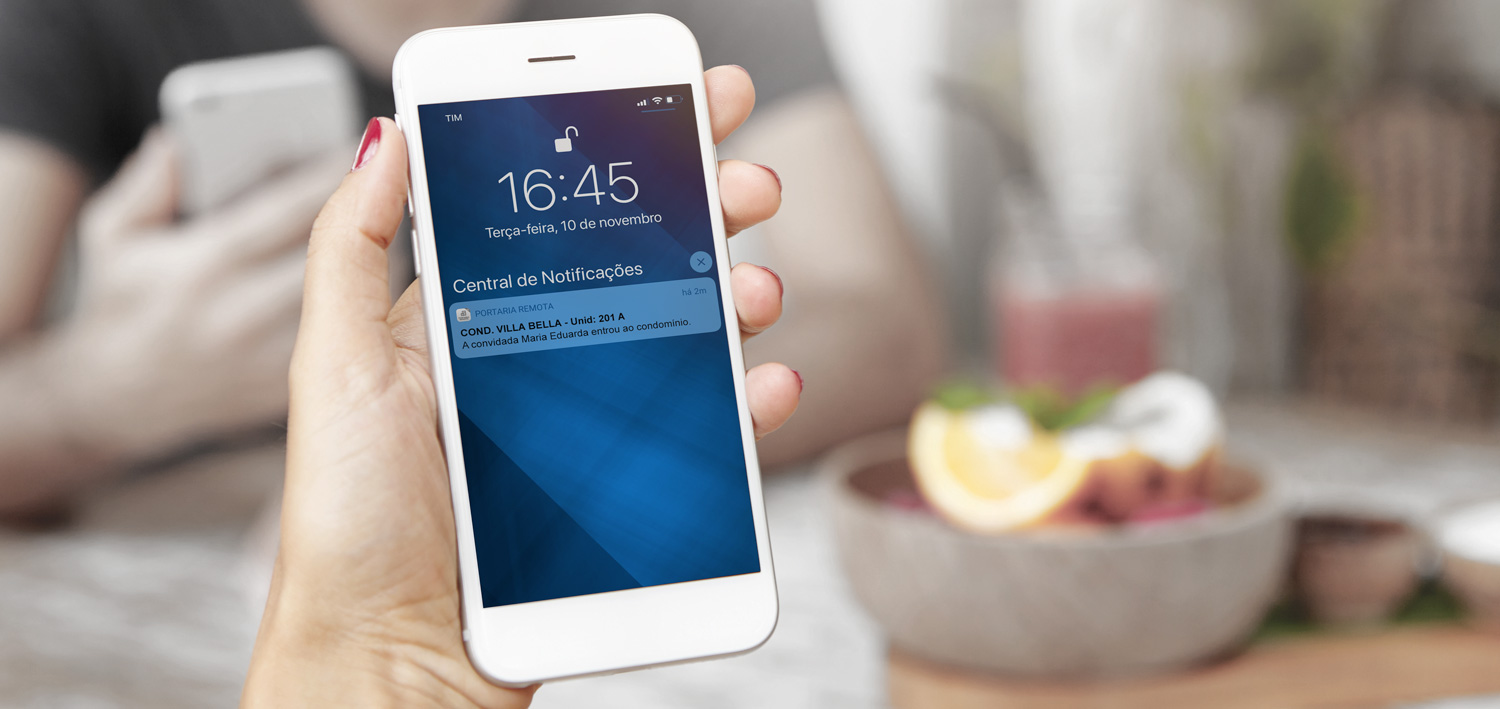 TIM
16:45
Terça-feira, 10 de novembro
Central de Notificações
PORTARIA REMOTA
há 2m
COND. VILLA BELLA - Unid: 201 A
A convidada Maria Eduarda entrou ao condomínio.